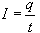 I = q/t